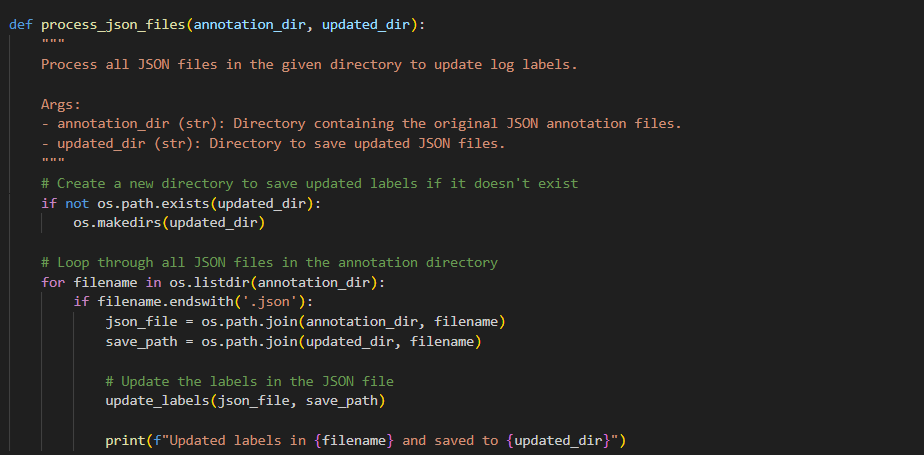 def process_json_files(annotation_dir, updated_dir):
    """
    Process all JSON files in the given directory to update log labels.

    Args:
    - annotation_dir (str): Directory containing the original JSON annotation files.
    - updated_dir (str): Directory to save updated JSON files.
    """
    # Create a new directory to save updated labels if it doesn't exist
    if not os.path.exists(updated_dir):
        os.makedirs(updated_dir)

    # Loop through all JSON files in the annotation directory
    for filename in os.listdir(annotation_dir):
        if filename.endswith('.json'):
            json_file = os.path.join(annotation_dir, filename)
            save_path = os.path.join(updated_dir, filename)

            # Update the labels in the JSON file
            update_labels(json_file, save_path)

            print(f"Updated labels in {filename} and saved to {updated_dir}")